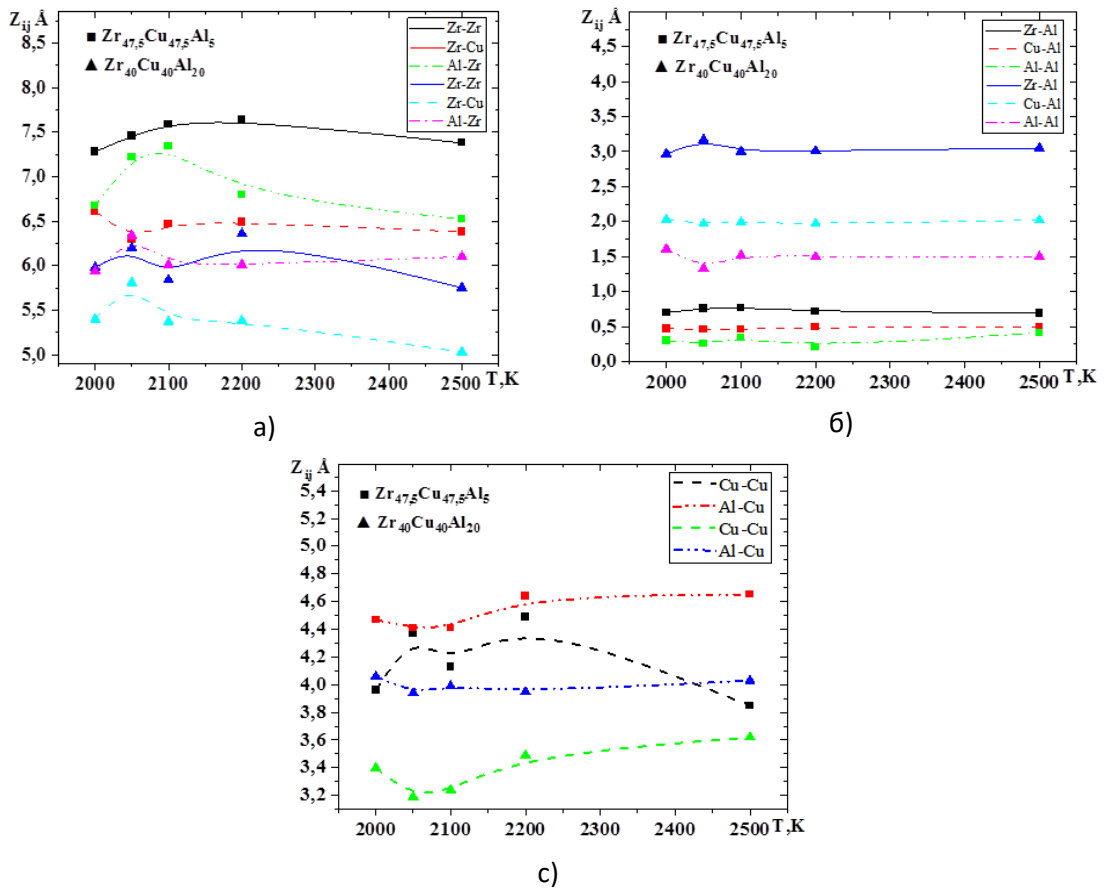 Zij Å
8,5
8,0
7,5
7,0
6,5
6,0
5,5
5,0
Zr47,5Cu47,5Al5
Zr40Cu40Al20
Zr-Zr
Zr-Cu
Al-Zr
Zr-Zr
Zr-Cu
Al-Zr
2000 2100 2200 2300 2400 2500 T,K
а)
Zij Å
4,5
4,0
3,5
3,0
2,5
2,0
1,5
1,0
0,5
0,0
Zr47,5Cu47,5Al5
Zr40Cu40Al20
Zr-Al
Cu-Al
Al-Al
Zr-Al
Cu-Al
Al-Al
2000 2100 2200 2300 2400 2500 T,K
б)
Zij Å
5,4
5,2
5,0
4,8
4,6
4,4
4,2
4,0
3,8
3,6
3,4
3,2
Zr47,5Cu47,5Al5
Zr40Cu40Al20
Cu-Cu
Al-Cu
Cu-Cu
Al-Cu
2000 2100 2200 2300 2400 2500 T,K
с)